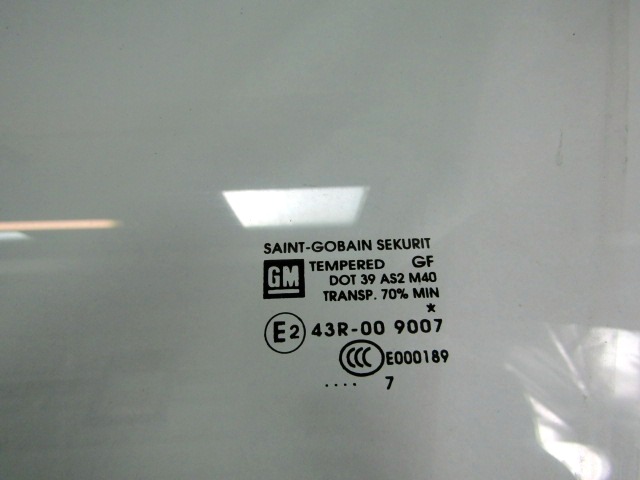 SAINT-GOBAIN SEKURIT
GM TEMPERED GF
DOT 39 AS2 M40
TRANSP. 70% MIN
*
E2 43R-00 9007
CCC E000189
.... 7